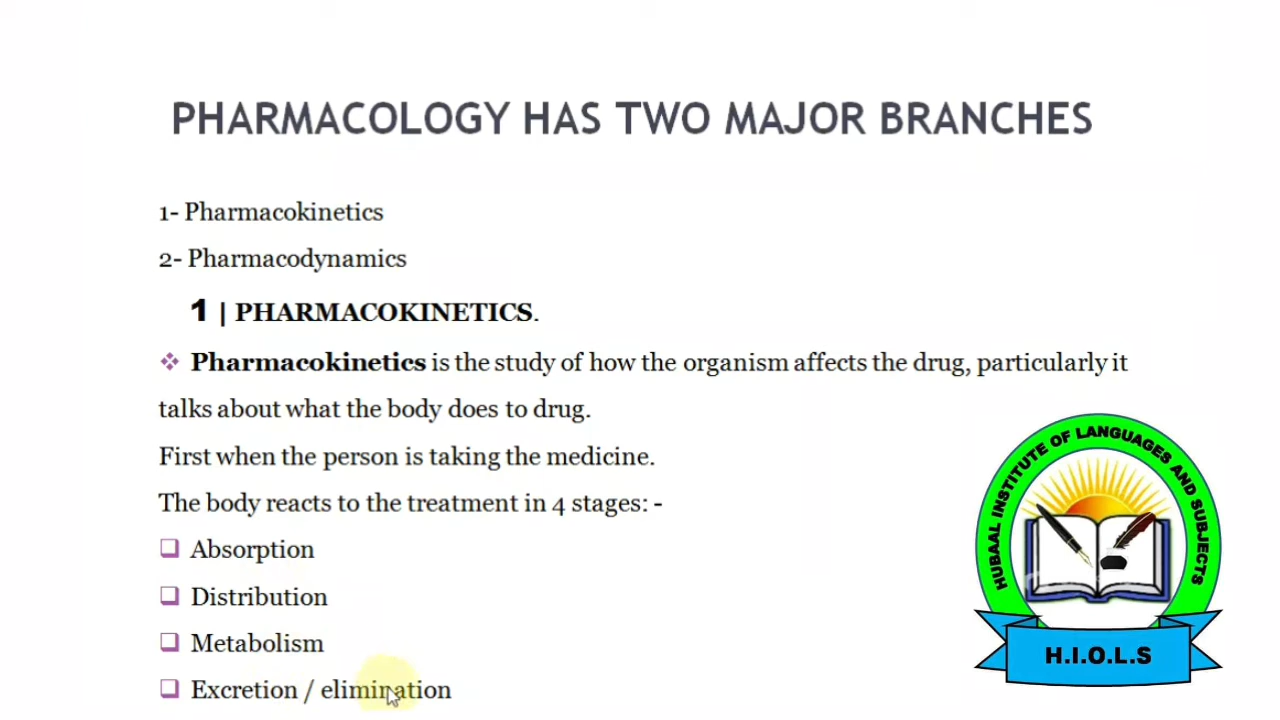 PHARMACOLOGY HAS TWO MAJOR BRANCHES
1- Pharmacokinetics
2- Pharmacodynamics
1 | PHARMACOKINETICS.
❖ Pharmacokinetics is the study of how the organism affects the drug, particularly it
talks about what the body does to drug.
First when the person is taking the medicine.
The body reacts to the treatment in 4 stages: -
❑ Absorption
❑ Distribution
❑ Metabolism
❑ Excretion / elimination
HUBAAL INSTITUTE OF LANGUAGES AND SUBJECTS
H.I.O.L.S